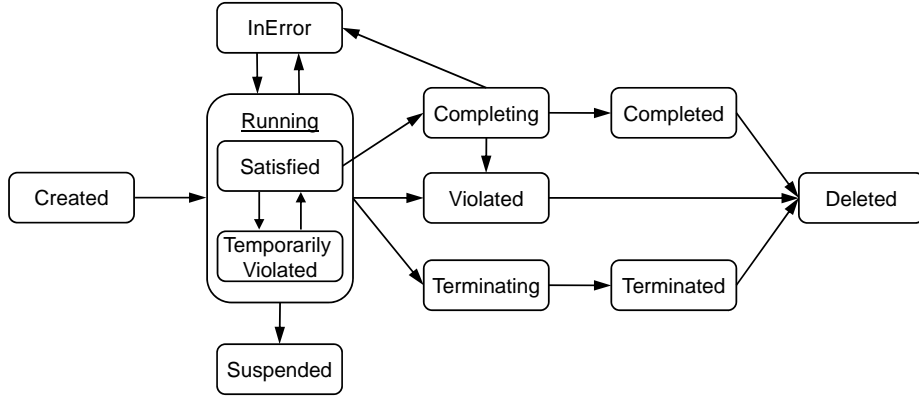 InError
Running
Completing
Completed
Satisfied
Created
Violated
Deleted
Temporarily
Violated
Terminating
Terminated
Suspended